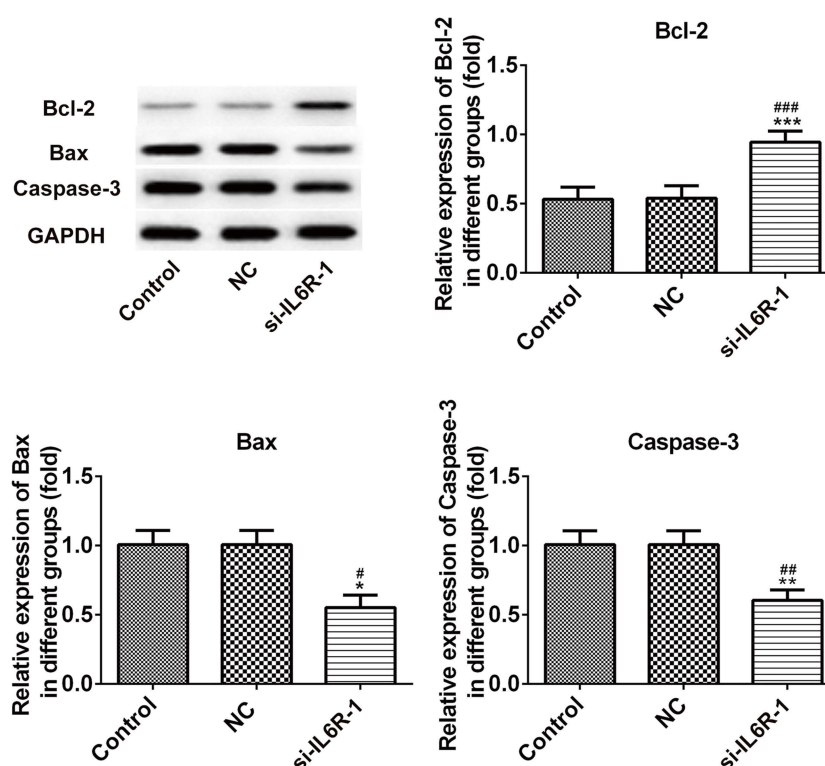 Bcl-2
Bax
Caspase-3
GAPDH
Control
NC
si-IL6R-1
Bcl-2
Relative expression of Bcl-2
in different groups (fold)
1.5
1.0
0.5
0.0
###
***
Control
NC
si-IL6R-1
Bax
Relative expression of Bax
in different groups (fold)
1.5
1.0
0.5
0.0
#
*
Control
NC
si-IL6R-1
Caspase-3
Relative expression of Caspase-3
in different groups (fold)
1.5
1.0
0.5
0.0
##
**
Control
NC
si-IL6R-1